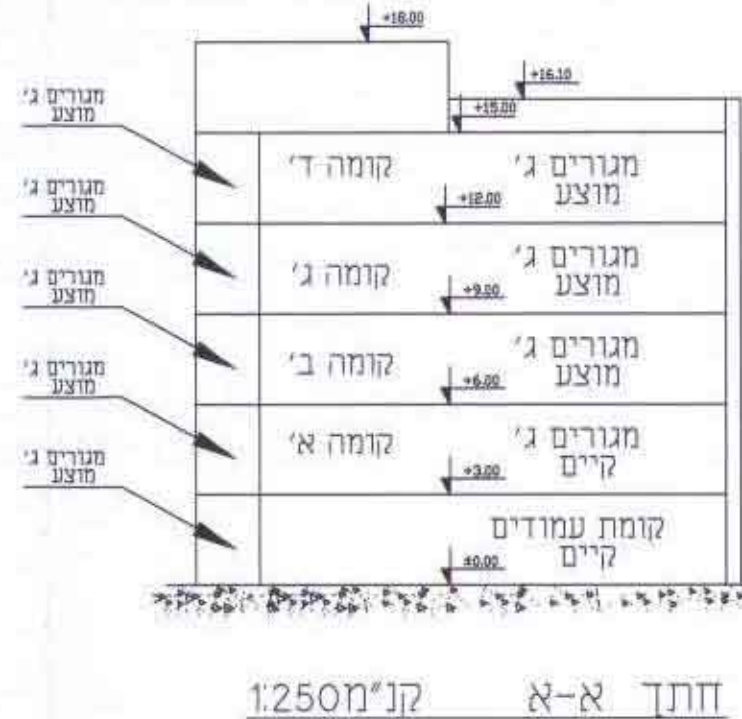 +18.00
+16.10
+15.00
מגורים ג'
מוצע
קומה ד'
מגורים ג'
מוצע
+12.00
מגורים ג'
מוצע
קומה ג'
מגורים ג'
מוצע
+9.00
מגורים ג'
מוצע
קומה ב'
מגורים ג'
מוצע
+6.00
מגורים ג'
מוצע
קומה א'
מגורים ג'
קיים
+3.00
מגורים ג'
מוצע
קומת עמודים
קיים
±0.00
חתך א-א קנ"מ 1:250